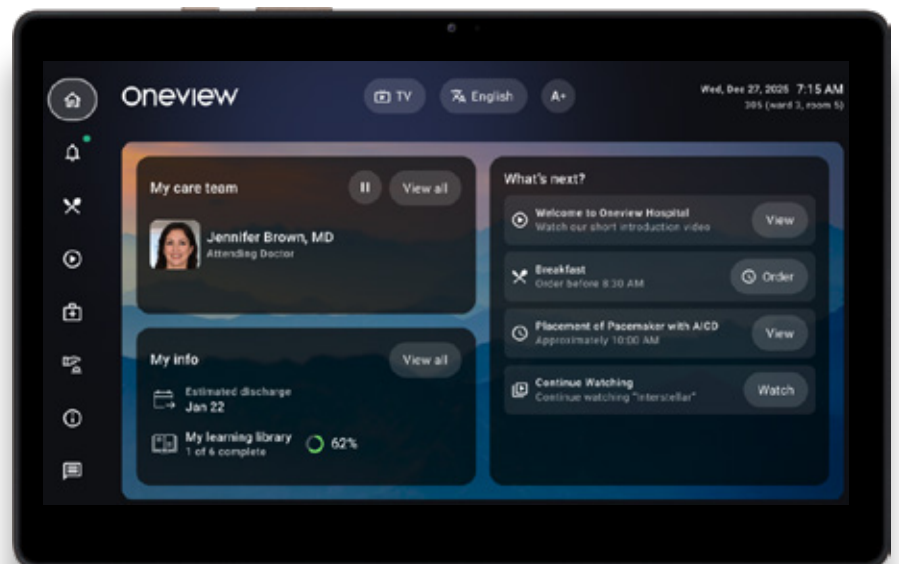 Oneview
TV
English
A+
Wed, Dec 27, 2025 7:15 AM
305 (ward 3, room 5)
My care team
View all
Jennifer Brown, MD
Attending Doctor
My info
View all
Estimated discharge
Jan 22
My learning library
1 of 6 complete
62%
What's next?
Welcome to Oneview Hospital
Watch our short introduction video
View
Breakfast
Order before 8:30 AM
Order
Placement of Pacemaker with AICD
Approximately 10:00 AM
View
Continue Watching
Continue watching "Interstellar"
Watch